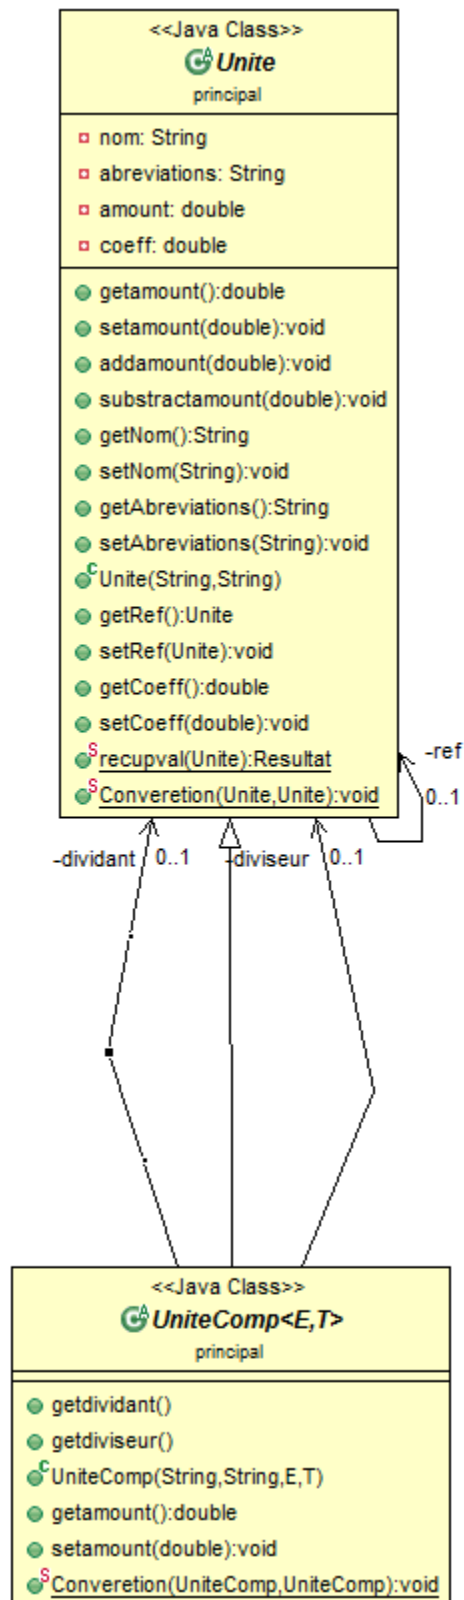 <<Java Class>>
Unite
principal
nom: String
abreviations: String
amount: double
coeff: double
getamount():double
setamount(double):void
addamount(double):void
substractamount(double):void
getNom():String
setNom(String):void
getAbreviations():String
setAbreviations(String):void
Unite(String,String)
getRef():Unite
setRef(Unite):void
getCoeff():double
setCoeff(double):void
recupval(Unite):Resultat
Converetion(Unite,Unite):void
-ref
0..1
-dividant 0..1 -diviseur 0..1
<<Java Class>>
UniteComp<E,T>
principal
getdividant()
getdiviseur()
UniteComp(String,String,E,T)
getamount():double
setamount(double):void
Converetion(UniteComp,UniteComp):void